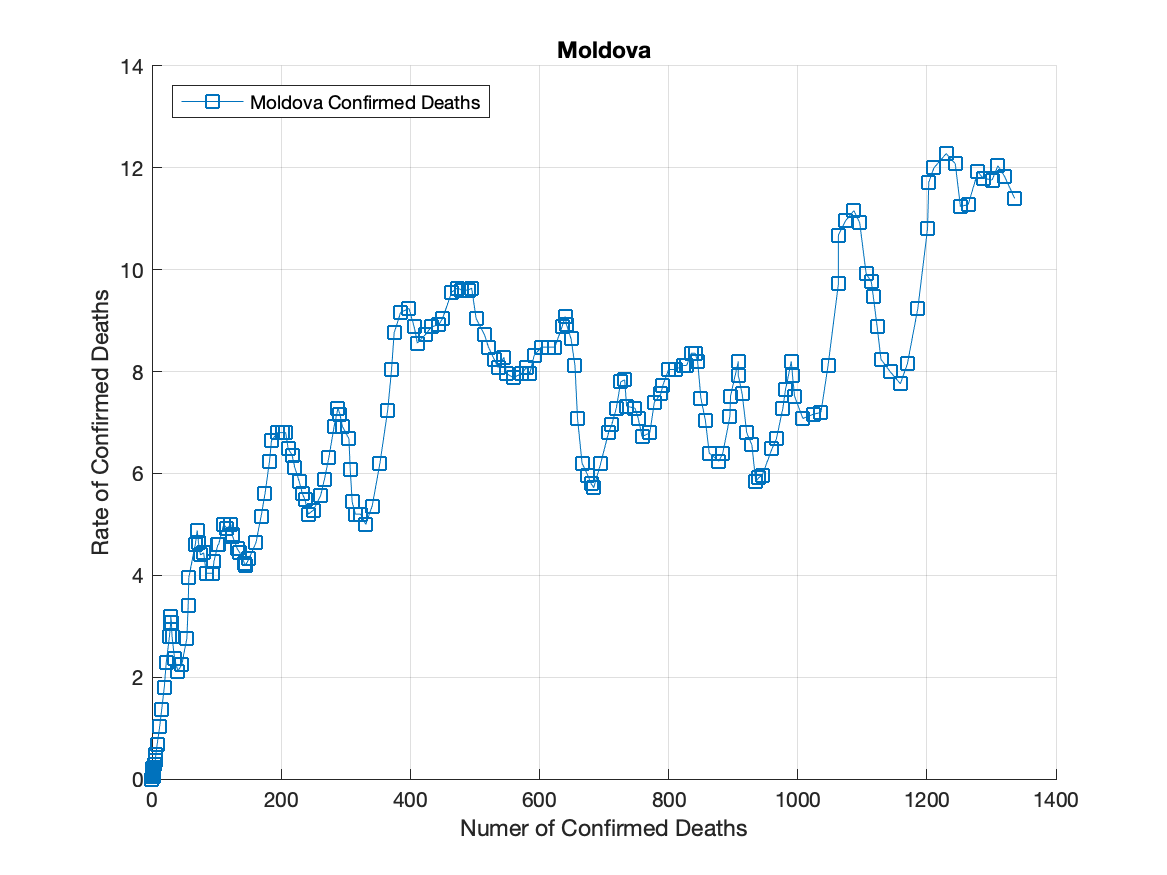 Moldova
Moldova Confirmed Deaths
14
12
10
8
6
4
2
0
Rate of Confirmed Deaths
0 200 400 600 800 1000 1200 1400
Numer of Confirmed Deaths